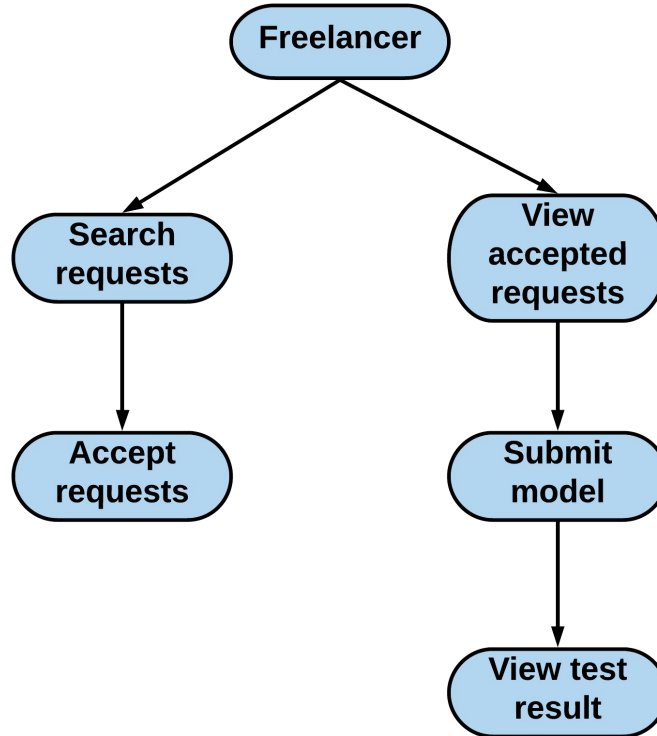 Freelancer
Search
requests
View
accepted
requests
Accept
requests
Submit
model
View test
result